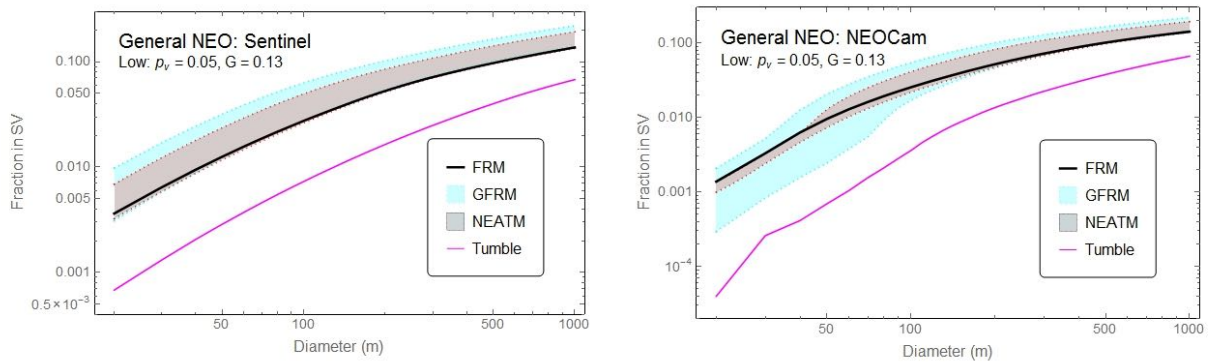 General NEO: Sentinel
Low: pᵥ = 0.05, G = 0.13
Fraction in SV
0.100
0.050
0.010
0.005
0.001
0.5 × 10⁻³
FRM
GFRM
NEATM
Tumble
50
100
500
1000
Diameter (m)
General NEO: NEOCam
Low: pᵥ = 0.05, G = 0.13
Fraction in SV
0.100
0.010
0.001
10⁻⁴
FRM
GFRM
NEATM
Tumble
50
100
500
1000
Diameter (m)